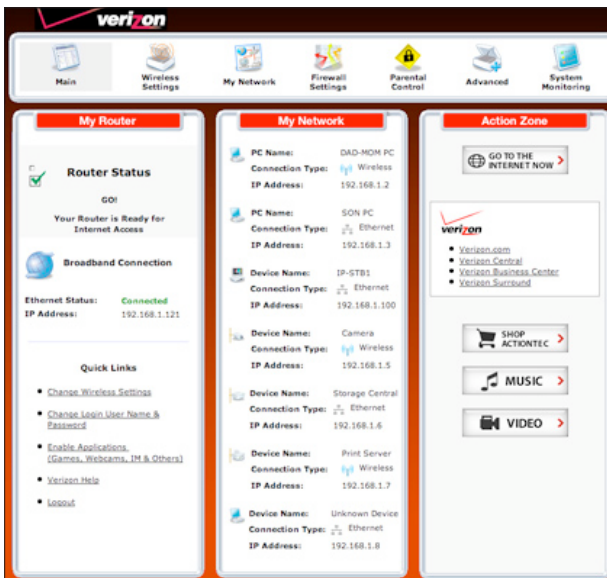 verizon
Main
Wireless
Settings
My Network
Firewall
Settings
Parental
Control
Advanced
System
Monitoring
My Router
Router Status
GO!
Your Router is Ready for
Internet Access
Broadband Connection
Ethernet Status: Connected
IP Address: 192.168.1.121
Quick Links
Change Wireless Settings
Change Login User Name &
Password
Enable Applications
(Games, Webcams, IM & Others)
Verizon Help
Logout
My Network
PC Name: DAD-MOM PC
Connection Type: Wireless
IP Address: 192.168.1.2
PC Name: SON PC
Connection Type: Ethernet
IP Address: 192.168.1.3
Device Name: IP-STB1
Connection Type: Ethernet
IP Address: 192.168.1.100
Device Name: Camera
Connection Type: Wireless
IP Address: 192.168.1.5
Device Name: Storage Central
Connection Type: Ethernet
IP Address: 192.168.1.6
Device Name: Print Server
Connection Type: Wireless
IP Address: 192.168.1.7
Device Name: Unknown Device
Connection Type: Ethernet
IP Address: 192.168.1.8
Action Zone
GO TO THE
INTERNET NOW
verizon
Verizon.com
Verizon Central
Verizon Business Center
Verizon Surround
SHOP
ACTIONTEC
MUSIC
VIDEO